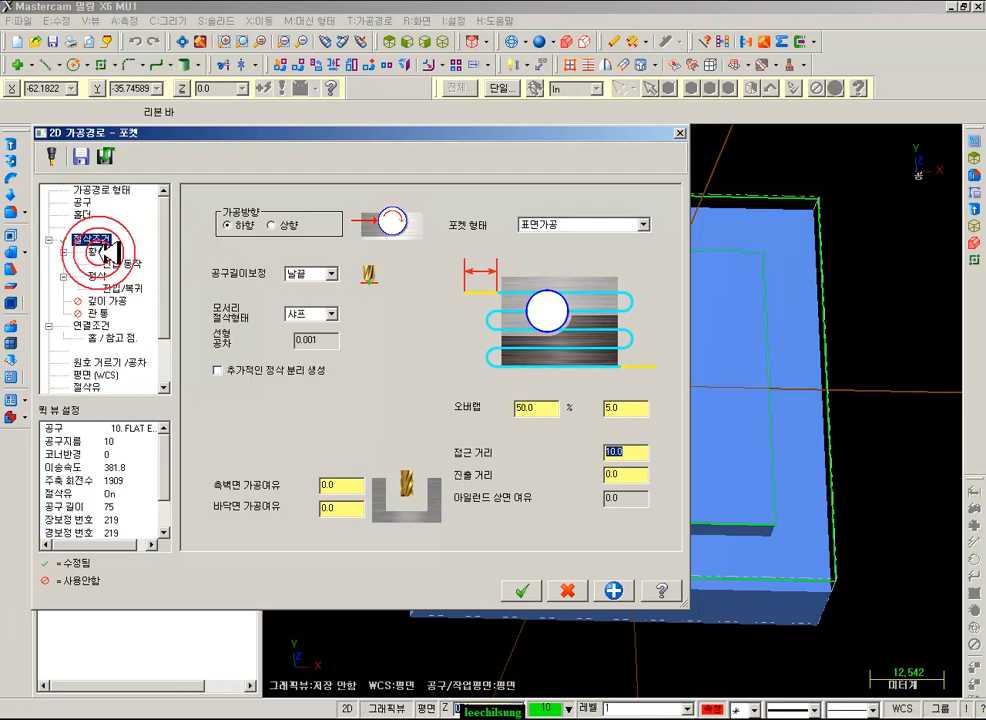 Mastercam 밀링 X6 MU1
F:파일 E:수정 V:뷰 A:측정 C:그리기 S:솔리드 X:이동 M:머신 형태 T:가공경로 R:화면 I:설정 H:도움말
X -62.1822 Y -35.74589 Z 0.0 전체... 단일... In
리본 바
2D 가공경로 - 포켓
가공경로 형태
공구
홀더
절삭조건
황
진입 동작
정삭
진입/복귀
깊이 가공
관 통
연결조건
홈 / 참고 점.
원호 거르기 /공차
평면 (WCS)
절삭유
가공방향
하향 상향
포켓 형태 표면가공
공구길이보정 날끝
모서리
절삭형태 샤프
선형
공차 0.001
추가적인 정삭 분리 생성
오버랩 50.0 % 5.0
접근 거리 10.0
진출 거리 0.0
아일런드 상면 여유 0.0
측벽면 가공여유 0.0
바닥면 가공여유 0.0
퀵 뷰 설정
공구 10. FLAT E...
공구지름 10
코너반경 0
이송속도 381.8
주축 회전수 1909
절삭유 On
공구 길이 75
장보정 번호 219
경보정 번호 219
= 수정됨
= 사용안함
Y
Z
X
공
Y
Z
X
그래픽뷰:저장 안함 WCS:평면 공구/작업평면:평면
12.542
미터계
2D 그래픽뷰 평면 Z leechilsung 10 레벨 1 속성 WCS 그룹 ! ?